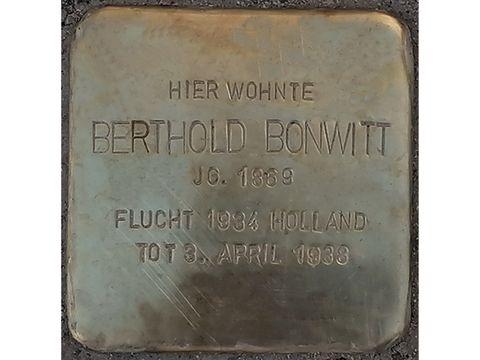 HIER WOHNTE
BERTHOLD BONWITT
JG. 1869
FLUCHT 1934 HOLLAND
TOT 3. APRIL 1938